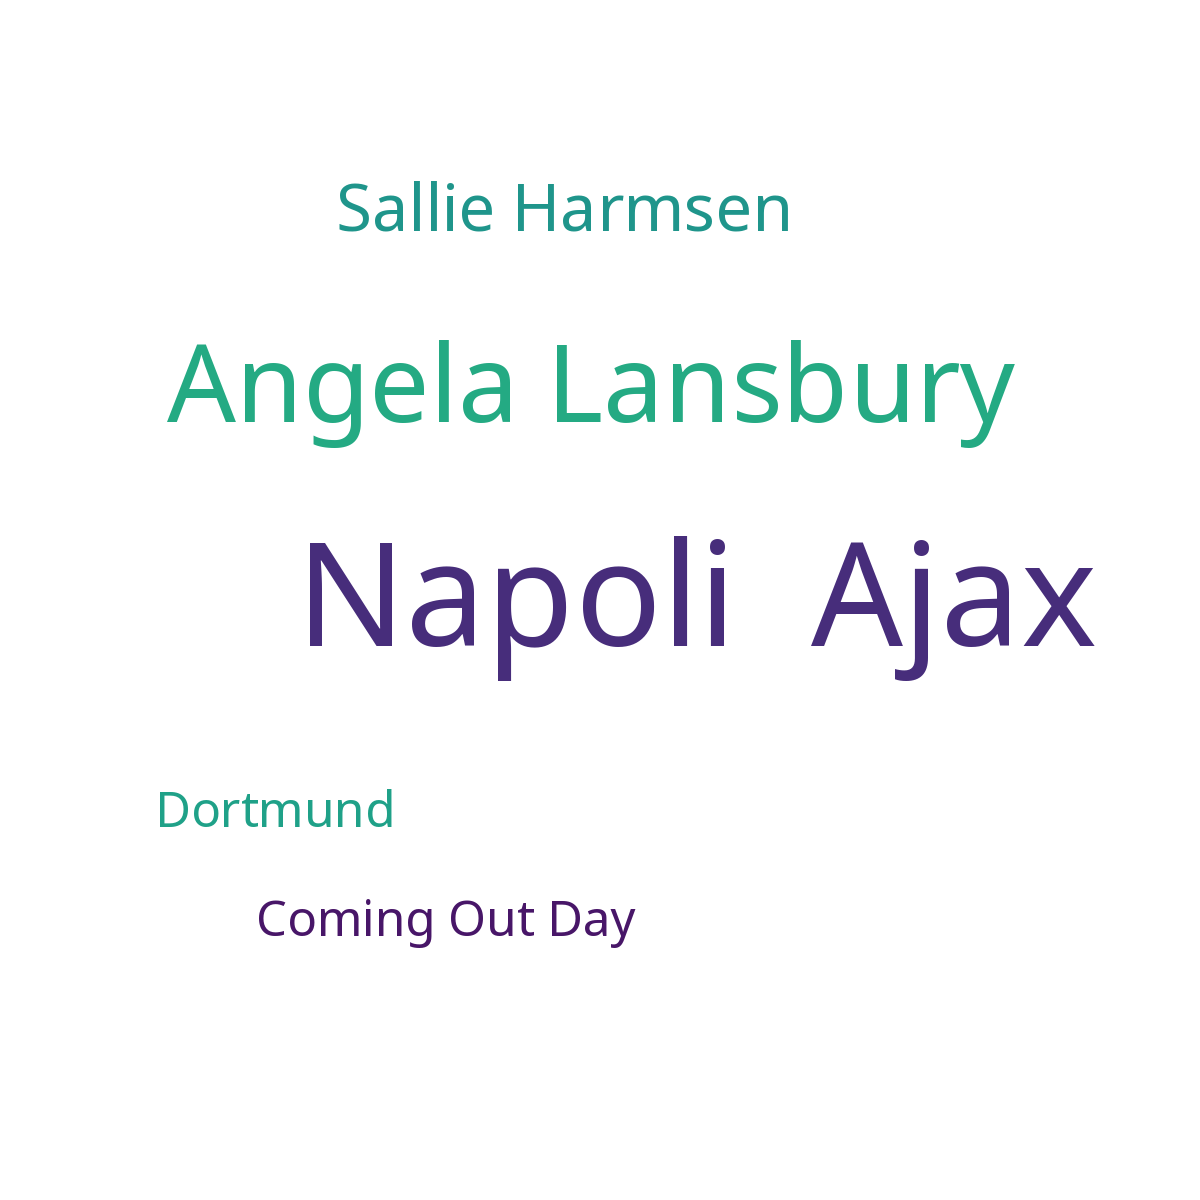 Sallie Harmsen
Angela Lansbury
Napoli  Ajax
Dortmund
Coming Out Day